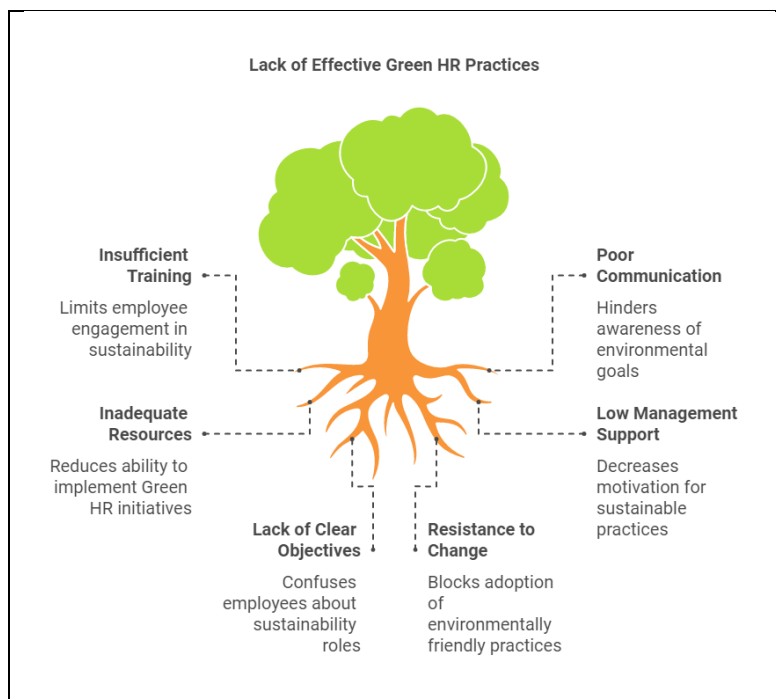 Lack of Effective Green HR Practices
Insufficient
Training
Limits employee
engagement in
sustainability
Poor
Communication
Hinders
awareness of
environmental
goals
Inadequate
Resources
Reduces ability to
implement Green
HR initiatives
Low Management
Support
Decreases
motivation for
sustainable
practices
Lack of Clear
Objectives
Confuses
employees about
sustainability
roles
Resistance to
Change
Blocks adoption
of
environmentally
friendly practices